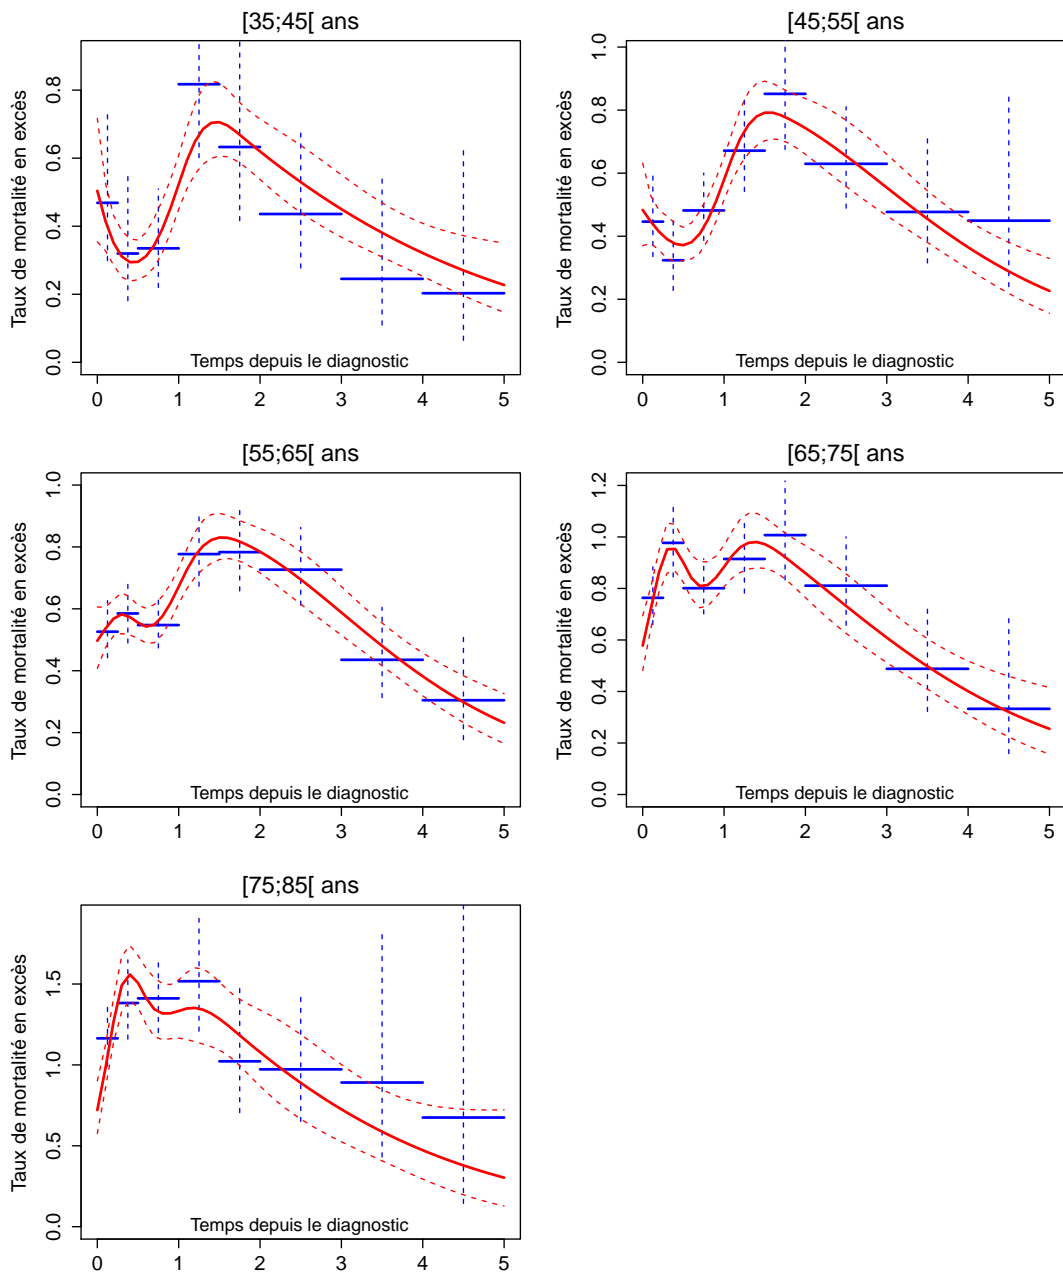 [35;45[ ans
Taux de mortalité en excès
0.0 0.2 0.4 0.6 0.8
Temps depuis le diagnostic
0 1 2 3 4 5
[45;55[ ans
Taux de mortalité en excès
0.0 0.2 0.4 0.6 0.8 1.0
Temps depuis le diagnostic
0 1 2 3 4 5
[55;65[ ans
Taux de mortalité en excès
0.0 0.2 0.4 0.6 0.8 1.0
Temps depuis le diagnostic
0 1 2 3 4 5
[65;75[ ans
Taux de mortalité en excès
0.0 0.2 0.4 0.6 0.8 1.0 1.2
Temps depuis le diagnostic
0 1 2 3 4 5
[75;85[ ans
Taux de mortalité en excès
0.0 0.5 1.0 1.5
Temps depuis le diagnostic
0 1 2 3 4 5